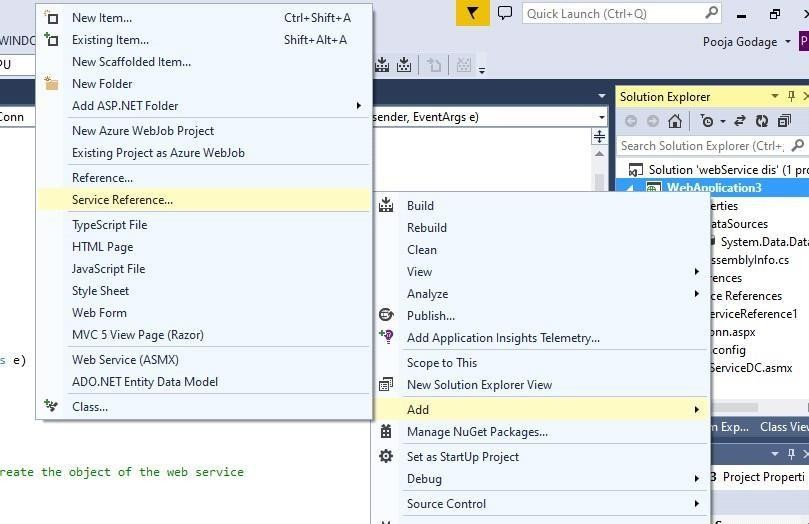 New Item... Ctrl+Shift+A
Existing Item... Shift+Alt+A
New Scaffolded Item...
New Folder
Add ASP.NET Folder
New Azure WebJob Project
Existing Project as Azure WebJob
Reference...
Service Reference...
TypeScript File
HTML Page
JavaScript File
Style Sheet
Web Form
MVC 5 View Page (Razor)
Web Service (ASMX)
ADO.NET Entity Data Model
Class...
WINDO
PU
Conn
s e)
reate the object of the web service
Quick Launch (Ctrl+Q)
Pooja Godage
P
sender, EventArgs e)
Build
Rebuild
Clean
View
Analyze
Publish...
Add Application Insights Telemetry...
Scope to This
New Solution Explorer View
Add
Manage NuGet Packages...
Set as StartUp Project
Debug
Source Control
Solution Explorer
Search Solution Explorer (Ctrl+;
Solution 'webService dis' (1 pro
WebApplication3
erties
ataSources
System.Data.Data
ssemblyInfo.cs
rences
ce References
erviceReference1
onn.aspx
config
ServiceDC.asmx
m Exp... Class View
3 Project Properti